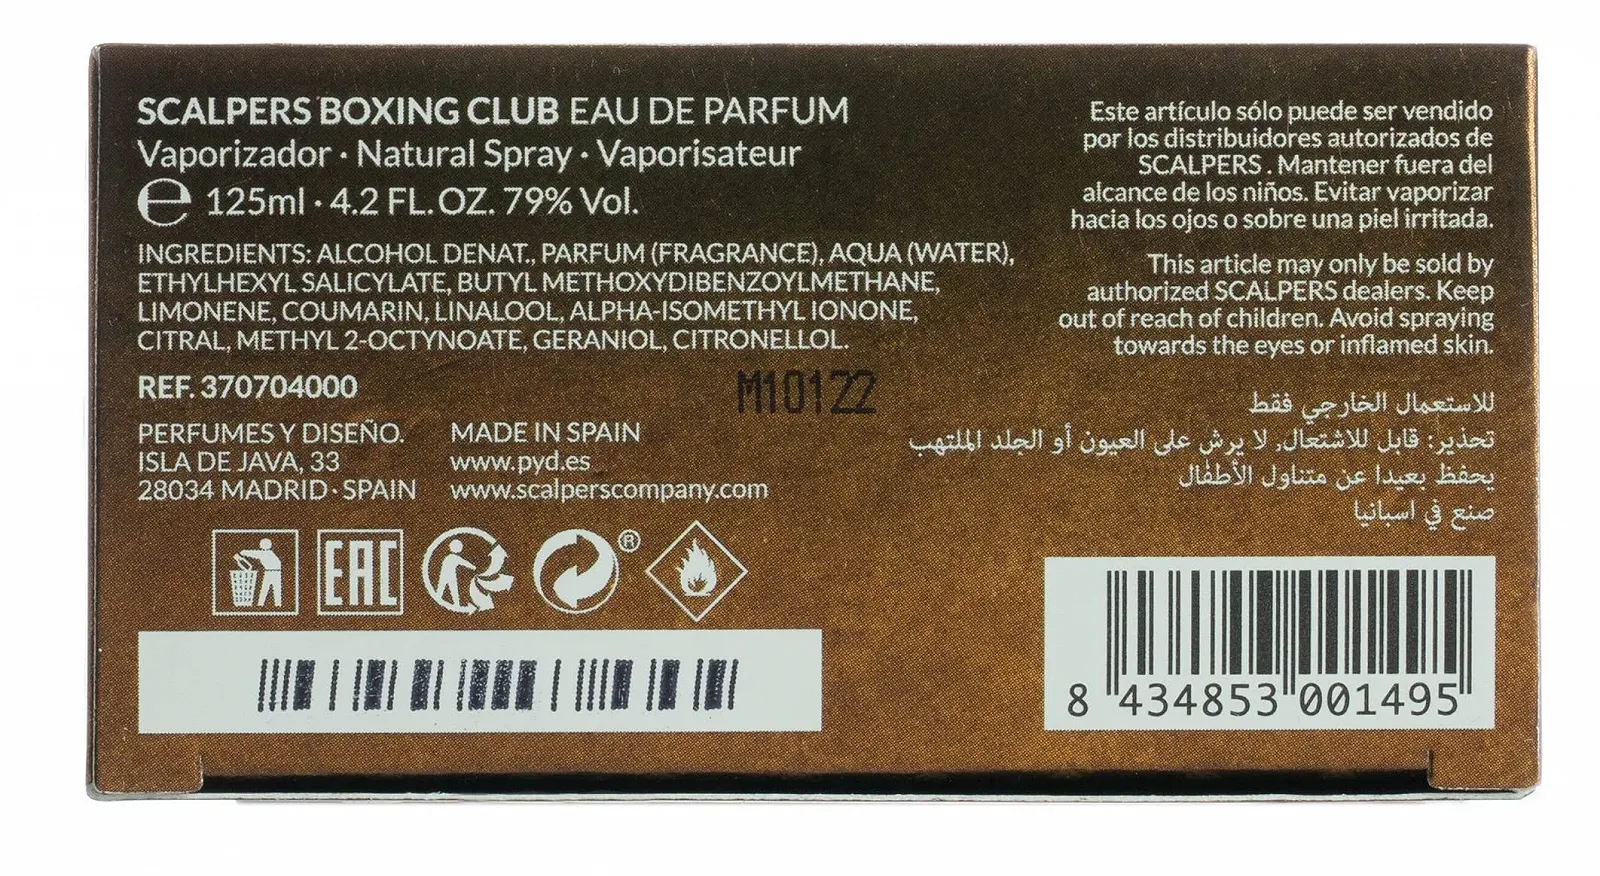 SCALPERS BOXING CLUB EAU DE PARFUM
Vaporizador · Natural Spray · Vaporisateur
℮ 125ml · 4.2 FL. OZ. 79% Vol.
INGREDIENTS: ALCOHOL DENAT., PARFUM (FRAGRANCE), AQUA (WATER),
ETHYLHEXYL SALICYLATE, BUTYL METHOXYDIBENZOYLMETHANE,
LIMONENE, COUMARIN, LINALOOL, ALPHA-ISOMETHYL IONONE,
CITRAL, METHYL 2-OCTYNOATE, GERANIOL, CITRONELLOL.
REF. 370704000
M10122
PERFUMES Y DISEÑO.
ISLA DE JAVA, 33
28034 MADRID · SPAIN
MADE IN SPAIN
www.pyd.es
www.scalperscompany.com
EAC
®
Este artículo sólo puede ser vendido
por los distribuidores autorizados de
SCALPERS . Mantener fuera del
alcance de los niños. Evitar vaporizar
hacia los ojos o sobre una piel irritada.
This article may only be sold by
authorized SCALPERS dealers. Keep
out of reach of children. Avoid spraying
towards the eyes or inflamed skin.
للاستعمال الخارجي فقط
تحذير: قابل للاشتعال, لا يرش على العيون أو الجلد الملتهب
يحفظ بعيدا عن متناول الأطفال
صنع في اسبانيا
8 434853 001495